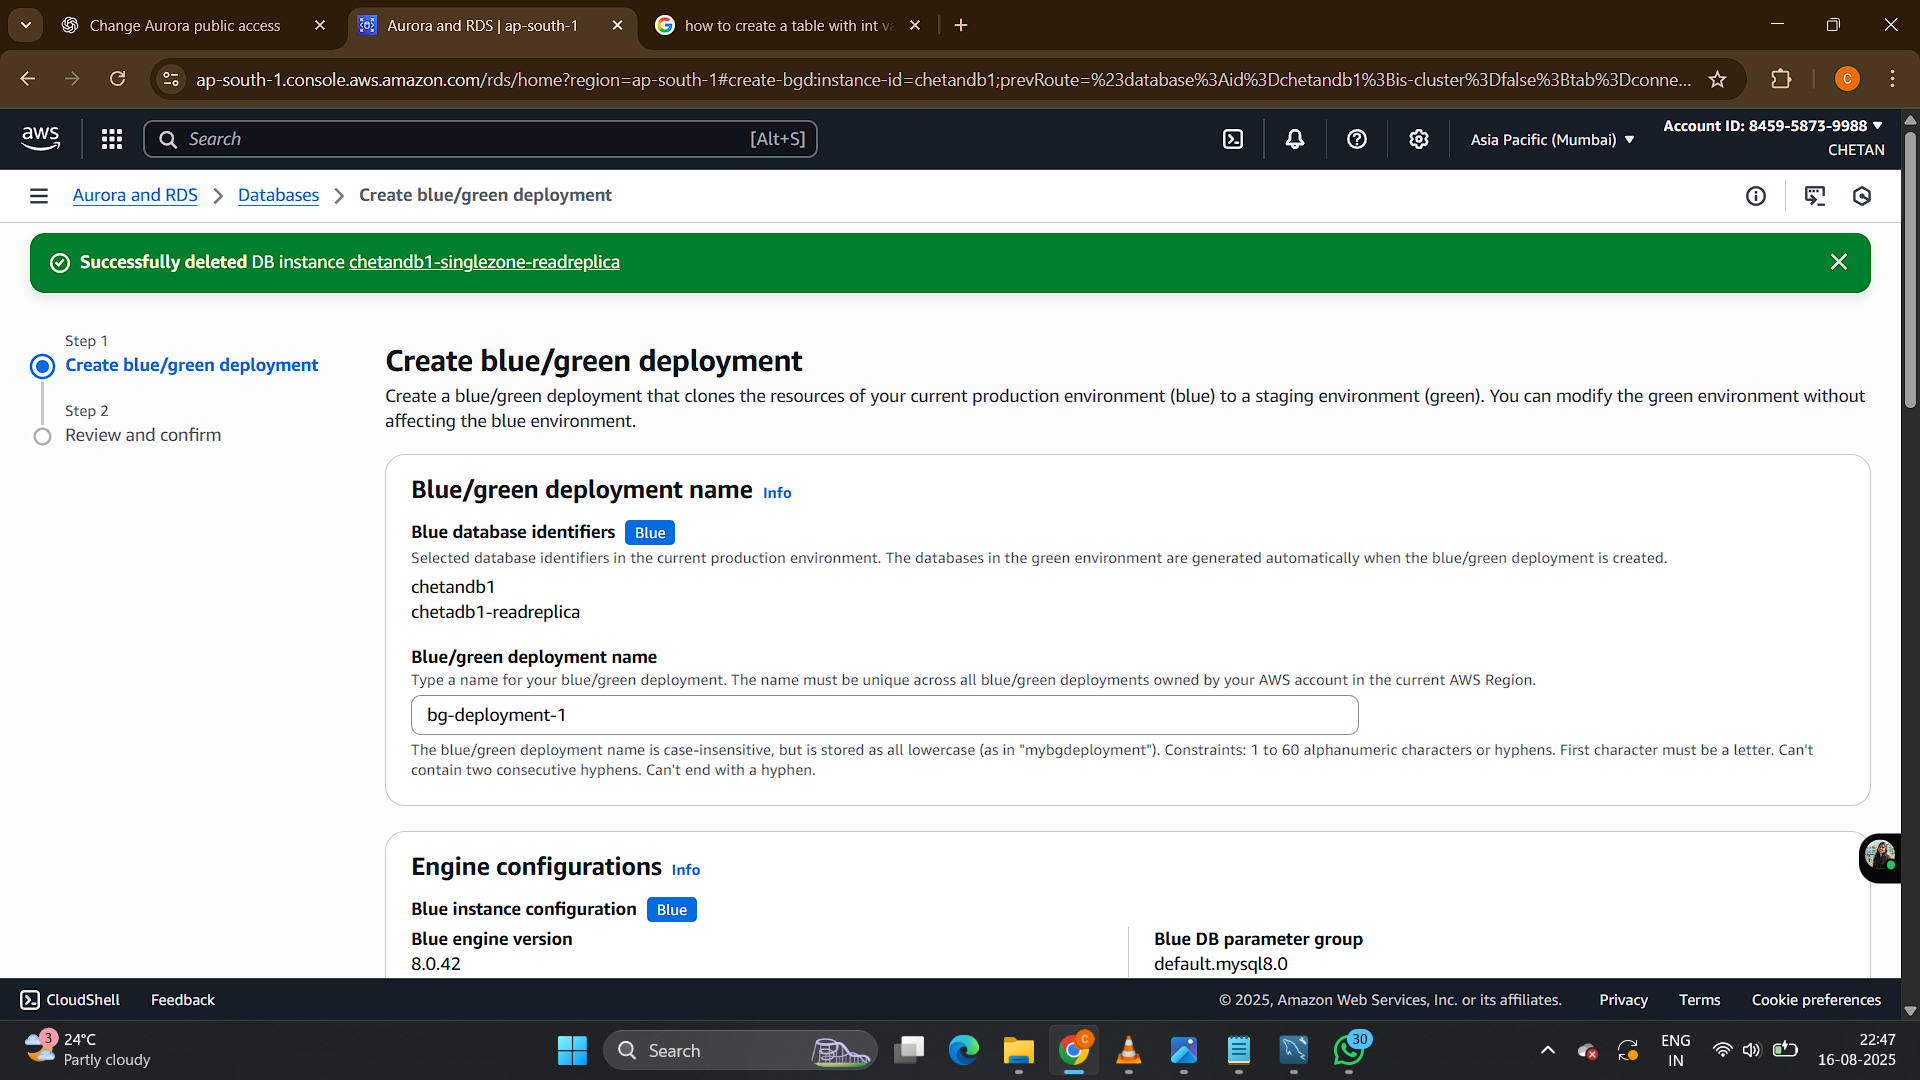 Change Aurora public access
Aurora and RDS | ap-south-1
how to create a table with int va
ap-south-1.console.aws.amazon.com/rds/home?region=ap-south-1#create-bgd:instance-id=chetandb1;prevRoute=%23database%3Aid%3Dchetandb1%3Bis-cluster%3Dfalse%3Btab%3Dconne...
C
aws
Search
[Alt+S]
Asia Pacific (Mumbai)
Account ID: 8459-5873-9988
CHETAN
Aurora and RDS
Databases
Create blue/green deployment
Successfully deleted DB instance chetandb1-singlezone-readreplica
Step 1
Create blue/green deployment
Step 2
Review and confirm
Create blue/green deployment
Create a blue/green deployment that clones the resources of your current production environment (blue) to a staging environment (green). You can modify the green environment without
affecting the blue environment.
Blue/green deployment name Info
Blue database identifiers Blue
Selected database identifiers in the current production environment. The databases in the green environment are generated automatically when the blue/green deployment is created.
chetandb1
chetadb1-readreplica
Blue/green deployment name
Type a name for your blue/green deployment. The name must be unique across all blue/green deployments owned by your AWS account in the current AWS Region.
bg-deployment-1
The blue/green deployment name is case-insensitive, but is stored as all lowercase (as in "mybgdeployment"). Constraints: 1 to 60 alphanumeric characters or hyphens. First character must be a letter. Can't
contain two consecutive hyphens. Can't end with a hyphen.
Engine configurations Info
Blue instance configuration Blue
Blue engine version
8.0.42
Blue DB parameter group
default.mysql8.0
CloudShell
Feedback
© 2025, Amazon Web Services, Inc. or its affiliates.
Privacy
Terms
Cookie preferences
3
24°C
Partly cloudy
Search
C
30
ENG
IN
22:47
16-08-2025